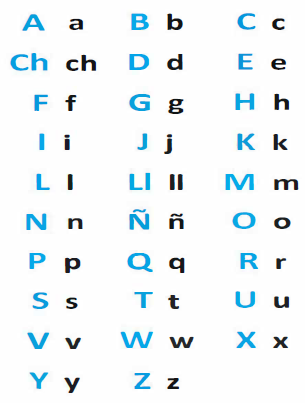 A a B b C c
Ch ch D d E e
F f G g H h
I i J j K k
L l Ll ll M m
N n Ñ ñ O o
P p Q q R r
S s T t U u
V v W w X x
Y y Z z